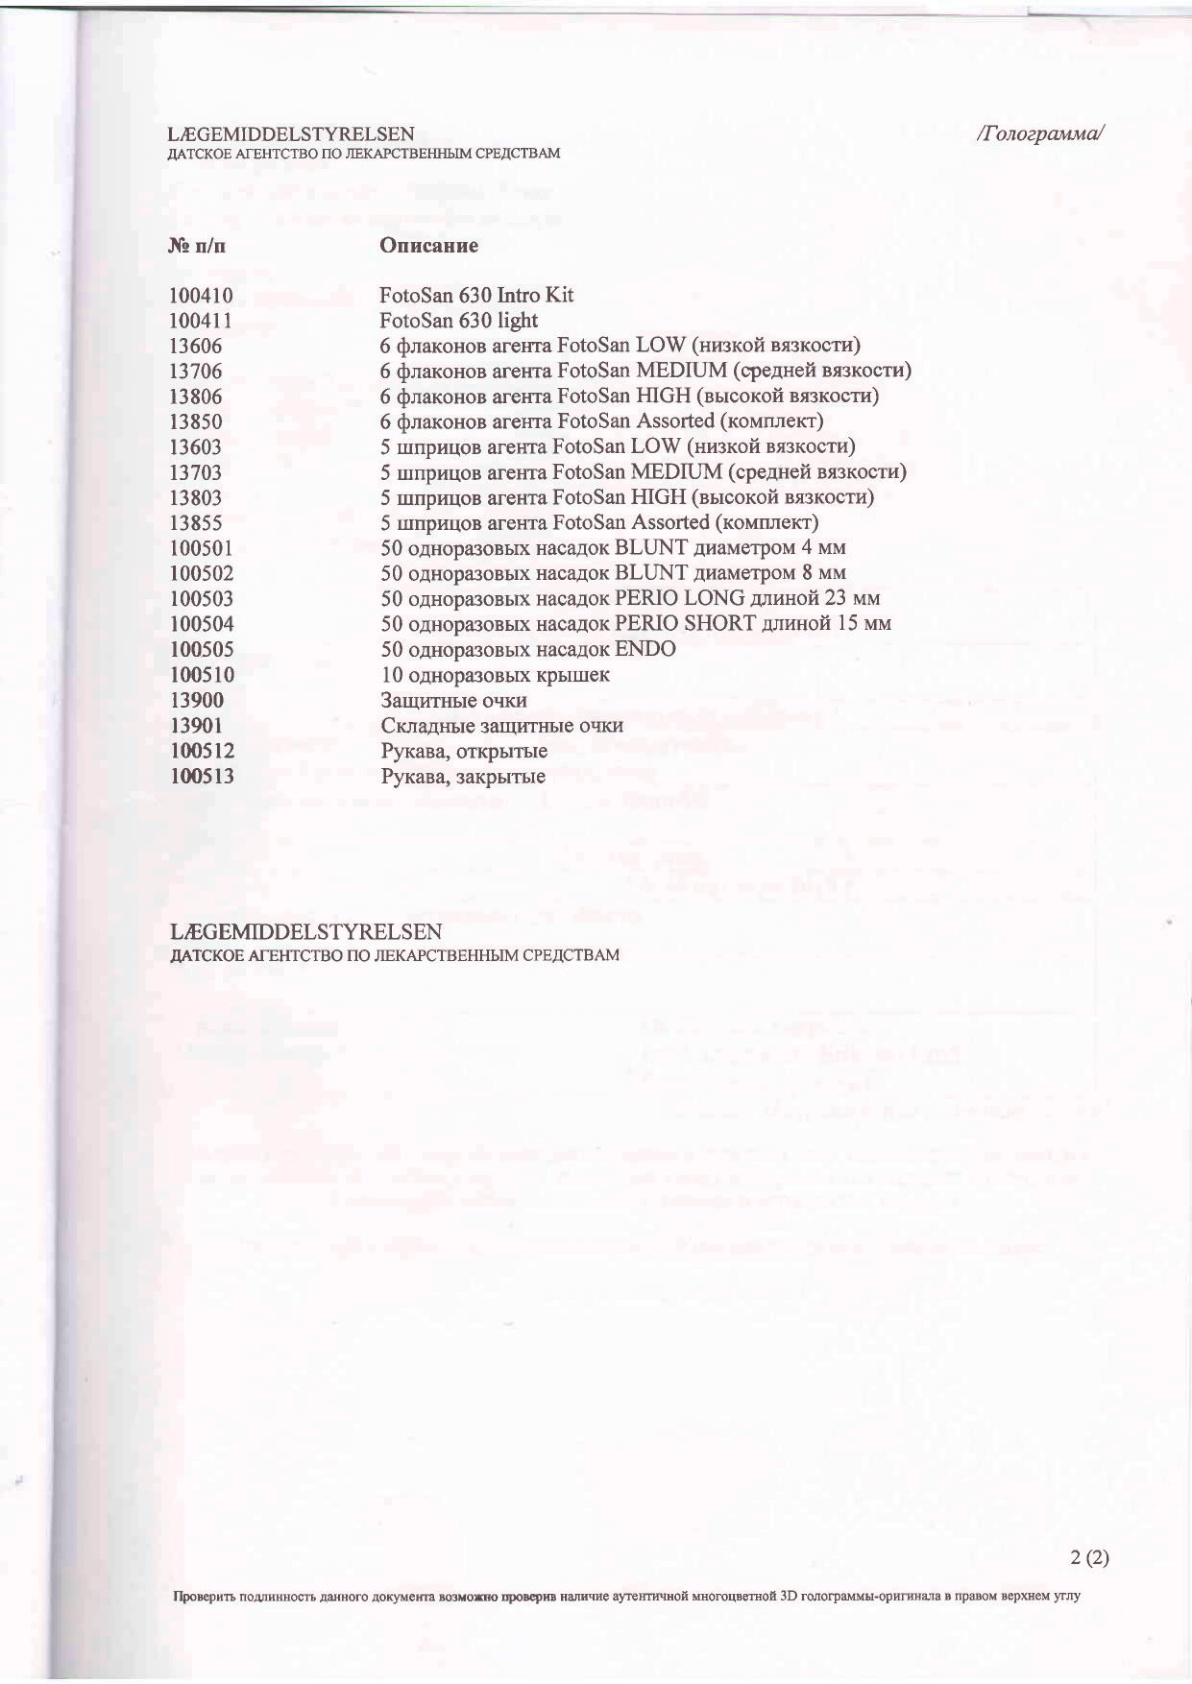 LÆGEMIDDELSTYRELSEN /Голограмма/
ДАТСКОЕ АГЕНТСТВО ПО ЛЕКАРСТВЕННЫМ СРЕДСТВАМ
№ п/п Описание
100410 FotoSan 630 Intro Kit
100411 FotoSan 630 light
13606 6 флаконов агента FotoSan LOW (низкой вязкости)
13706 6 флаконов агента FotoSan MEDIUM (средней вязкости)
13806 6 флаконов агента FotoSan HIGH (высокой вязкости)
13850 6 флаконов агента FotoSan Assorted (комплект)
13603 5 шприцов агента FotoSan LOW (низкой вязкости)
13703 5 шприцов агента FotoSan MEDIUM (средней вязкости)
13803 5 шприцов агента FotoSan HIGH (высокой вязкости)
13855 5 шприцов агента FotoSan Assorted (комплект)
100501 50 одноразовых насадок BLUNT диаметром 4 мм
100502 50 одноразовых насадок BLUNT диаметром 8 мм
100503 50 одноразовых насадок PERIO LONG длиной 23 мм
100504 50 одноразовых насадок PERIO SHORT длиной 15 мм
100505 50 одноразовых насадок ENDO
100510 10 одноразовых крышек
13900 Защитные очки
13901 Складные защитные очки
100512 Рукава, открытые
100513 Рукава, закрытые
LÆGEMIDDELSTYRELSEN
ДАТСКОЕ АГЕНТСТВО ПО ЛЕКАРСТВЕННЫМ СРЕДСТВАМ
2 (2)
Проверить подлинность данного документа возможно проверив наличие аутентичной многоцветной 3D голограммы-оригинала в правом верхнем углу